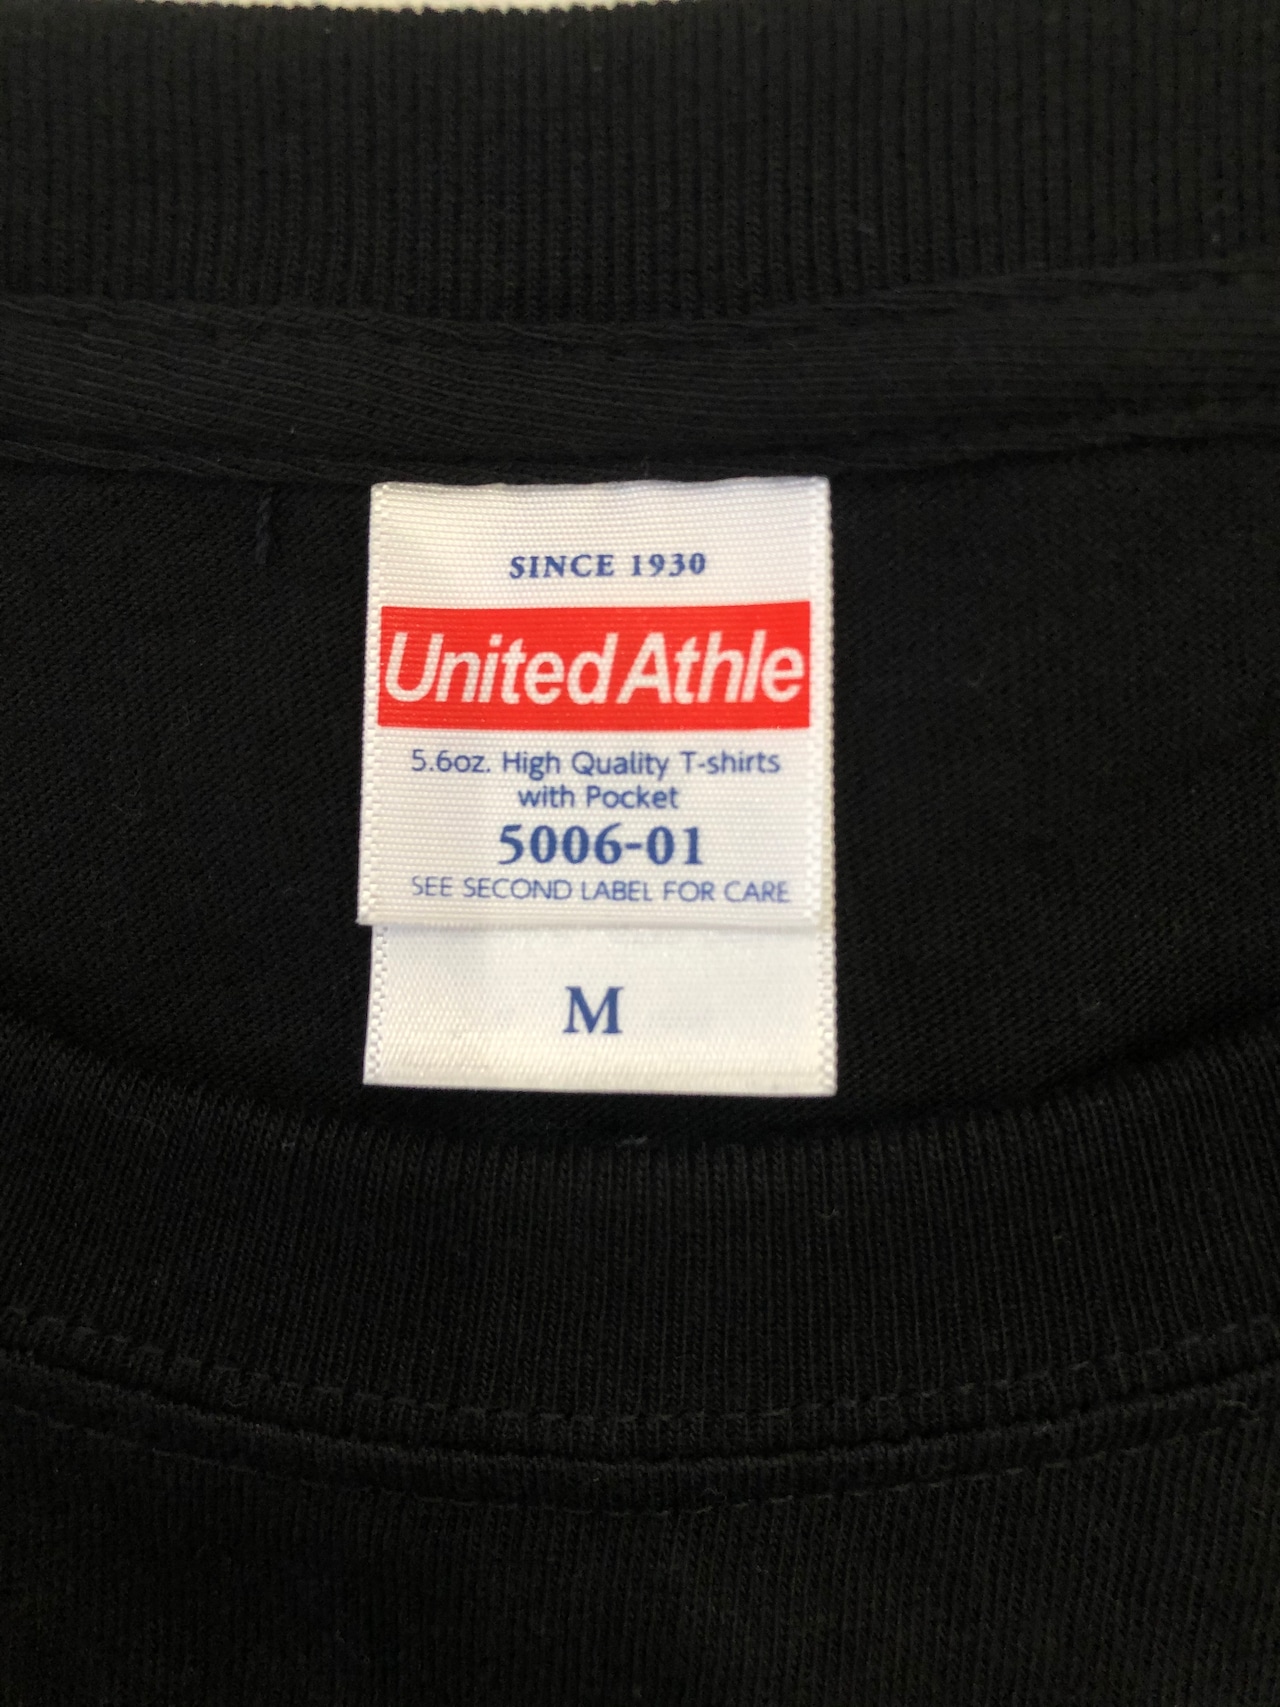 SINCE 1930
United Athle
5.6oz. High Quality T-shirts
with Pocket
5006-01
SEE SECOND LABEL FOR CARE
M